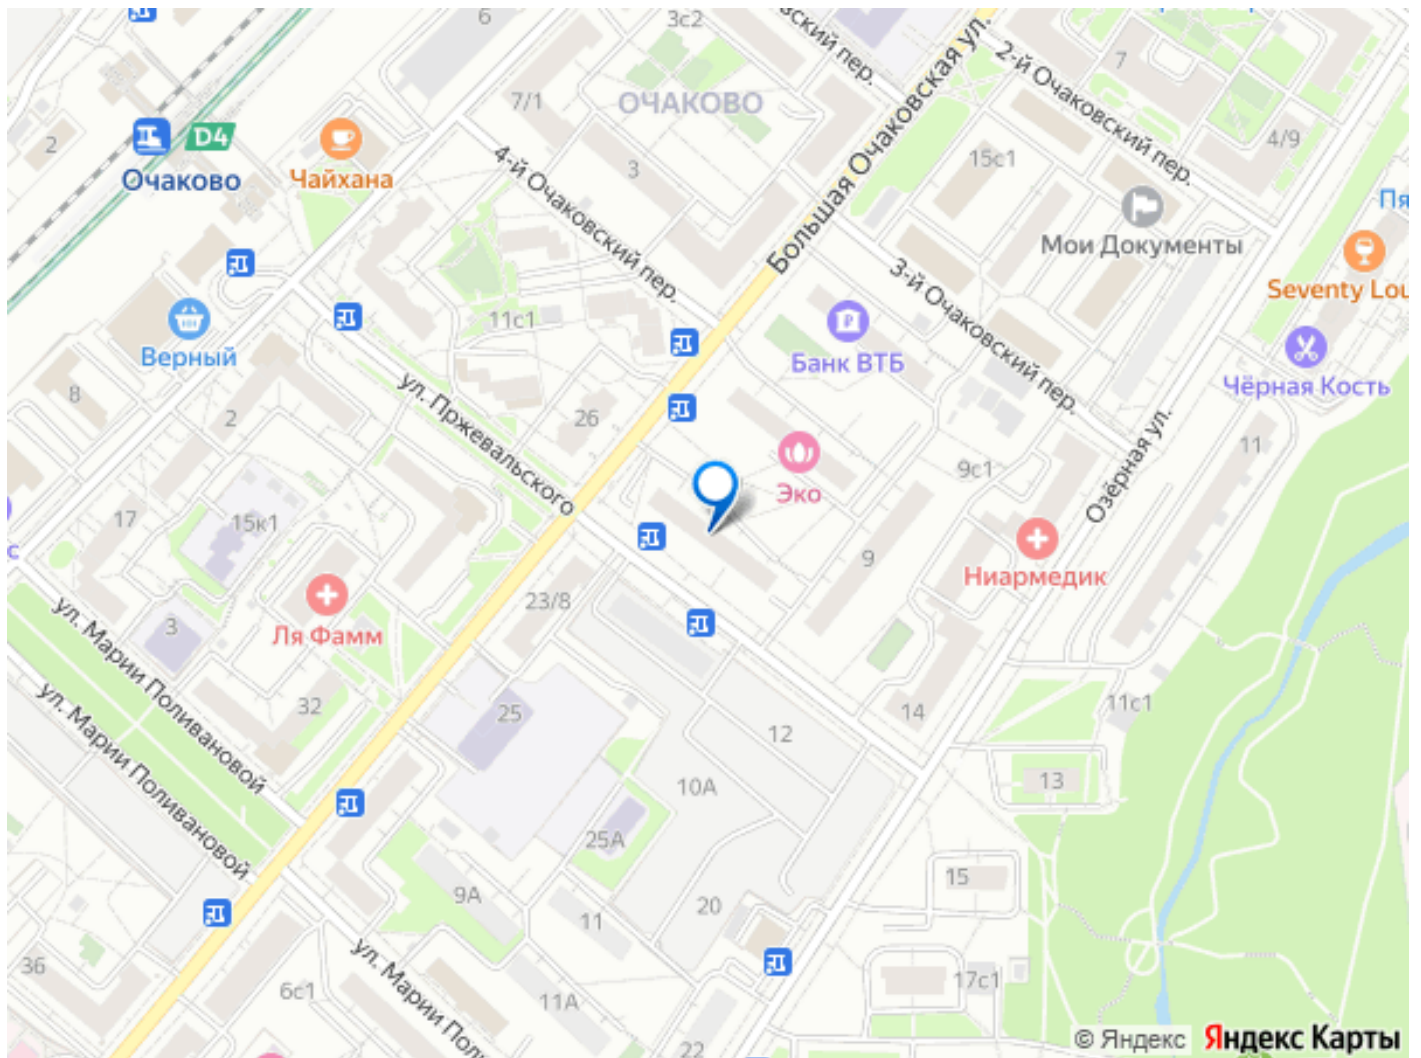 6
3с2
вский пер.
Большая Очаковская ул.
2-й Очаковский пер.
7
7/1
ОЧАКОВО
2
D4
Очаково
Чайхана
4-й Очаковский пер.
3
15с1
4/9
Мои Документы
Пя
Seventy Lou
3-й Очаковский пер.
11с1
Верный
Банк ВТБ
Чёрная Кость
8
2
ул. Пржевальского
26
Эко
9с1
Озёрная ул.
11
17
15к1
с
9
Ниармедик
3
Ля Фамм
23/8
ул. Марии Поливановой
ул. Марии Поливановой
32
25
12
14
11с1
10А
13
25А
9А
15
11
20
36
6с1
ул. Марии Поли
11А
17с1
22
© Яндекс Яндекс Карты